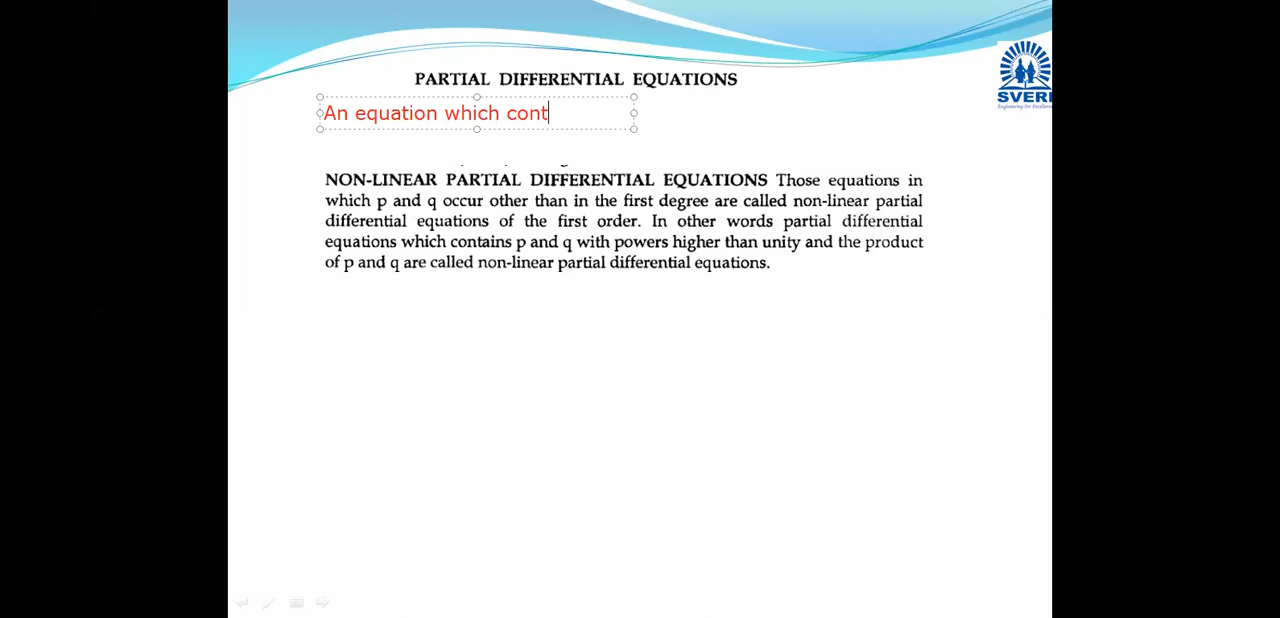 PARTIAL DIFFERENTIAL EQUATIONS
An equation which cont
SVERI
Engineering for Excellence
NON-LINEAR PARTIAL DIFFERENTIAL EQUATIONS Those equations in
which p and q occur other than in the first degree are called non-linear partial
differential equations of the first order. In other words partial differential
equations which contains p and q with powers higher than unity and the product
of p and q are called non-linear partial differential equations.